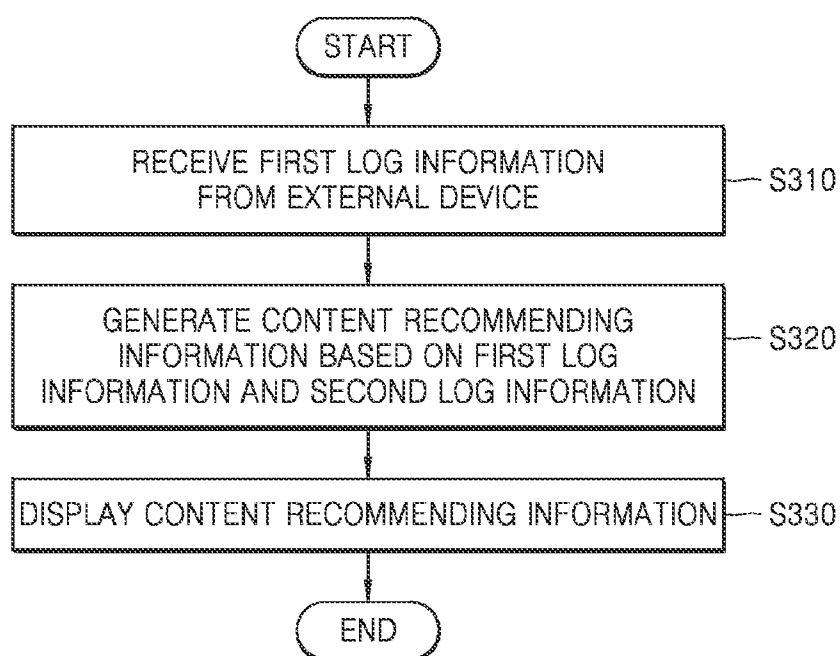 START
RECEIVE FIRST LOG INFORMATION
FROM EXTERNAL DEVICE
S310
GENERATE CONTENT RECOMMENDING
INFORMATION BASED ON FIRST LOG
INFORMATION AND SECOND LOG INFORMATION
S320
DISPLAY CONTENT RECOMMENDING INFORMATION
S330
END